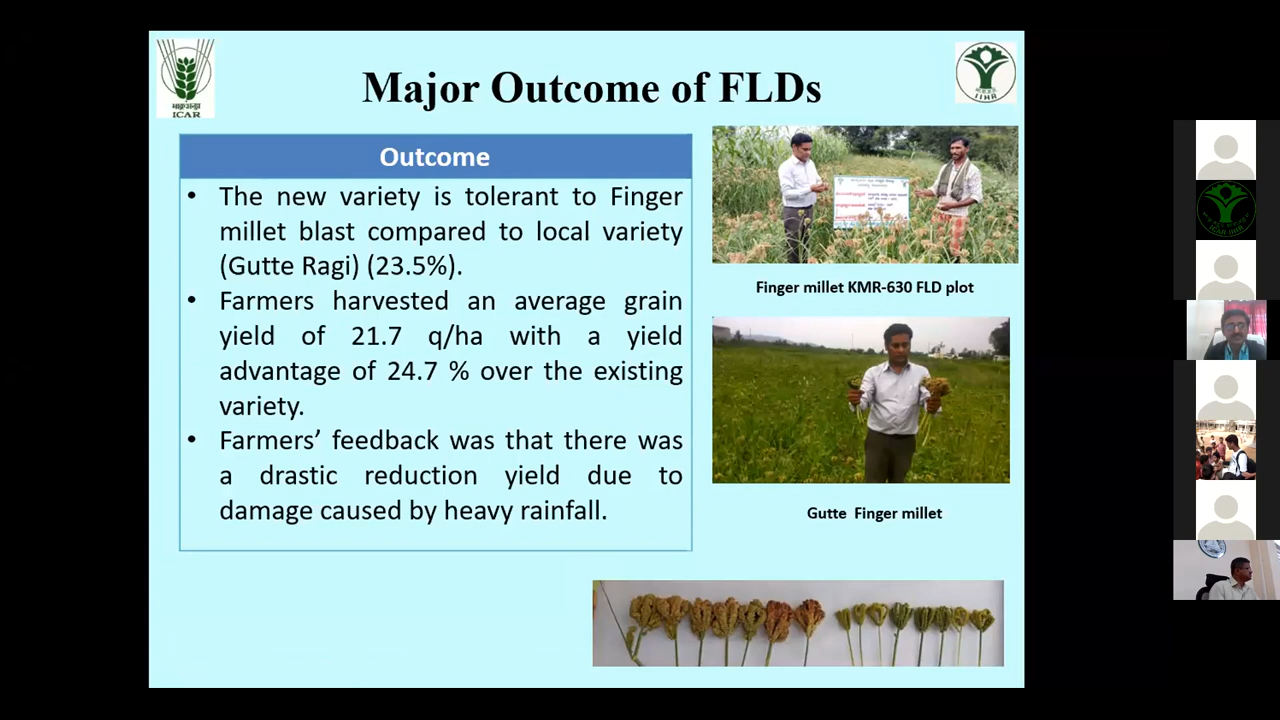 Major Outcome of FLDs
ICAR
IIHR
Outcome
• The new variety is tolerant to Finger
millet blast compared to local variety
(Gutte Ragi) (23.5%).
• Farmers harvested an average grain
yield of 21.7 q/ha with a yield
advantage of 24.7 % over the existing
variety.
• Farmers’ feedback was that there was
a drastic reduction yield due to
damage caused by heavy rainfall.
Finger millet KMR-630 FLD plot
Gutte Finger millet